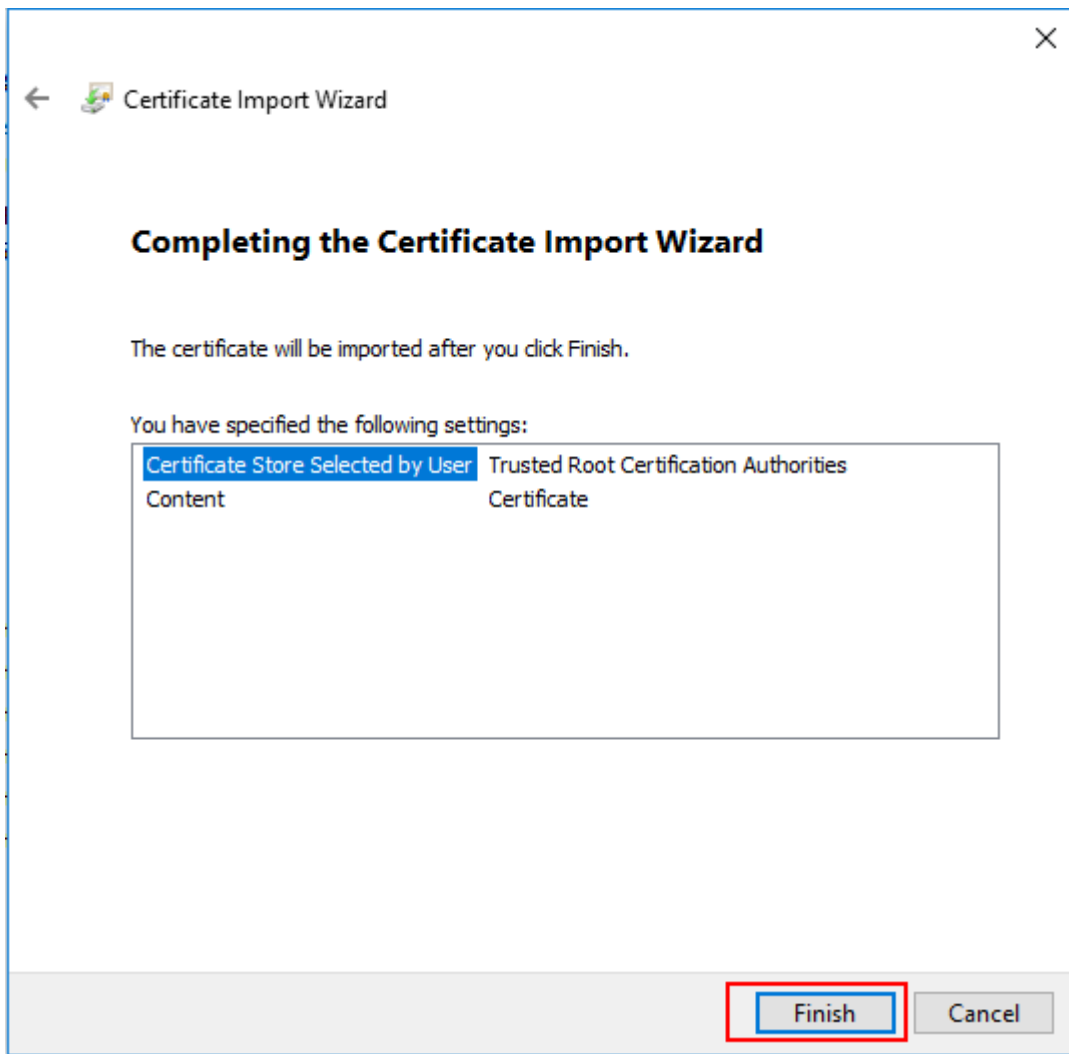 Certificate Import Wizard
Completing the Certificate Import Wizard
The certificate will be imported after you click Finish.
You have specified the following settings:
Certificate Store Selected by User Trusted Root Certification Authorities
Content Certificate
Finish Cancel